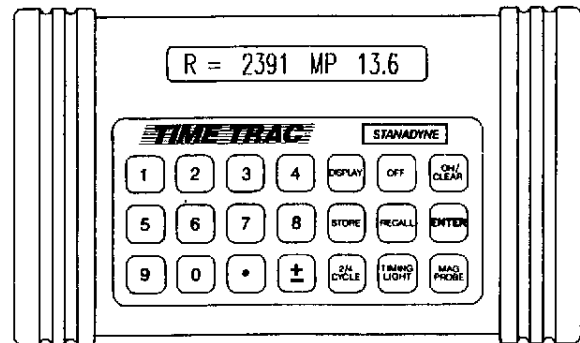 R = 2391 MP 13.6
TIME TRAC STANADYNE
1 2 3 4 DISPLAY OFF ON/CLEAR
5 6 7 8 STORE RECALL ENTER
9 0 • ± 2/4 CYCLE TIMING LIGHT MAG PROBE